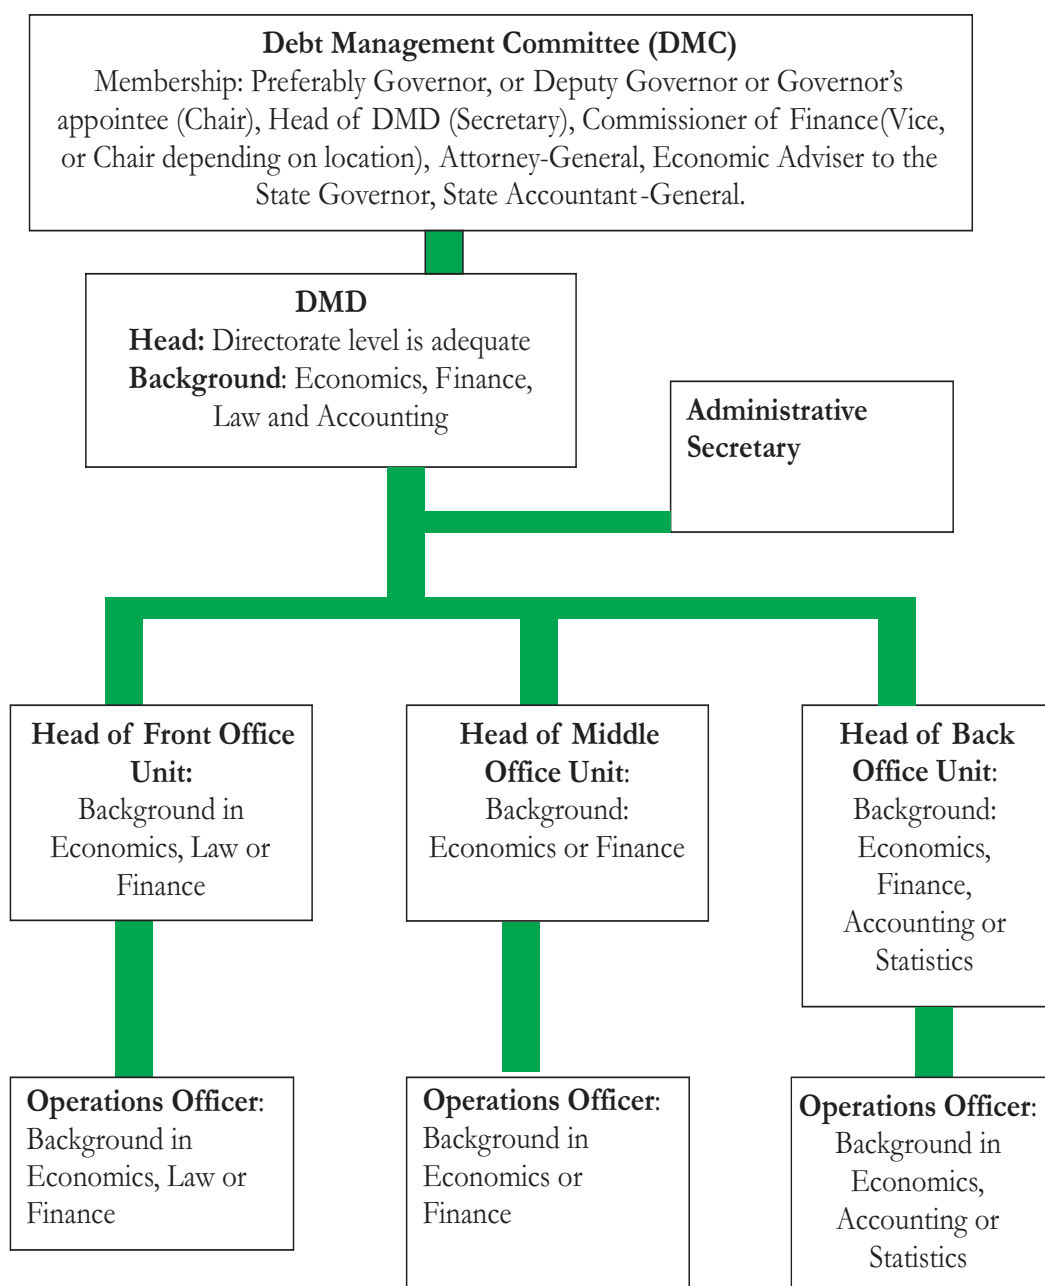 Debt Management Committee (DMC)
Membership: Preferably Governor, or Deputy Governor or Governor’s
appointee (Chair), Head of DMD (Secretary), Commissioner of Finance(Vice,
or Chair depending on location), Attorney-General, Economic Adviser to the
State Governor, State Accountant-General.
DMD
Head: Directorate level is adequate
Background: Economics, Finance,
Law and Accounting
Administrative
Secretary
Head of Front Office
Unit:
Background in
Economics, Law or
Finance
Head of Middle
Office Unit:
Background:
Economics or Finance
Head of Back
Office Unit:
Background:
Economics,
Finance,
Accounting or
Statistics
Operations Officer:
Background in
Economics, Law or
Finance
Operations Officer:
Background in
Economics or
Finance
Operations Officer:
Background in
Economics,
Accounting or
Statistics